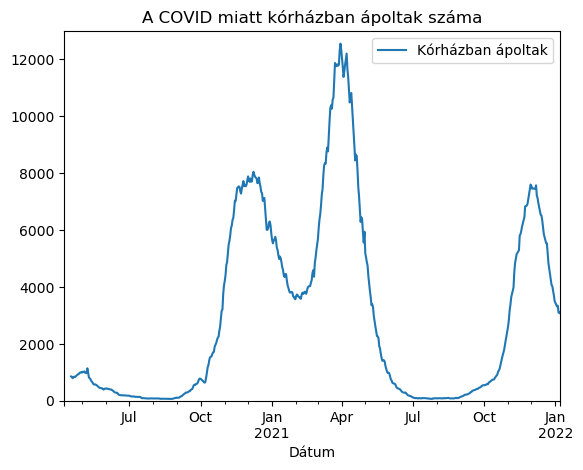 A COVID miatt kórházban ápoltak száma
Kórházban ápoltak
12000
10000
8000
6000
4000
2000
0
Jul Oct Jan Apr Jul Oct Jan
2021 2022
Dátum